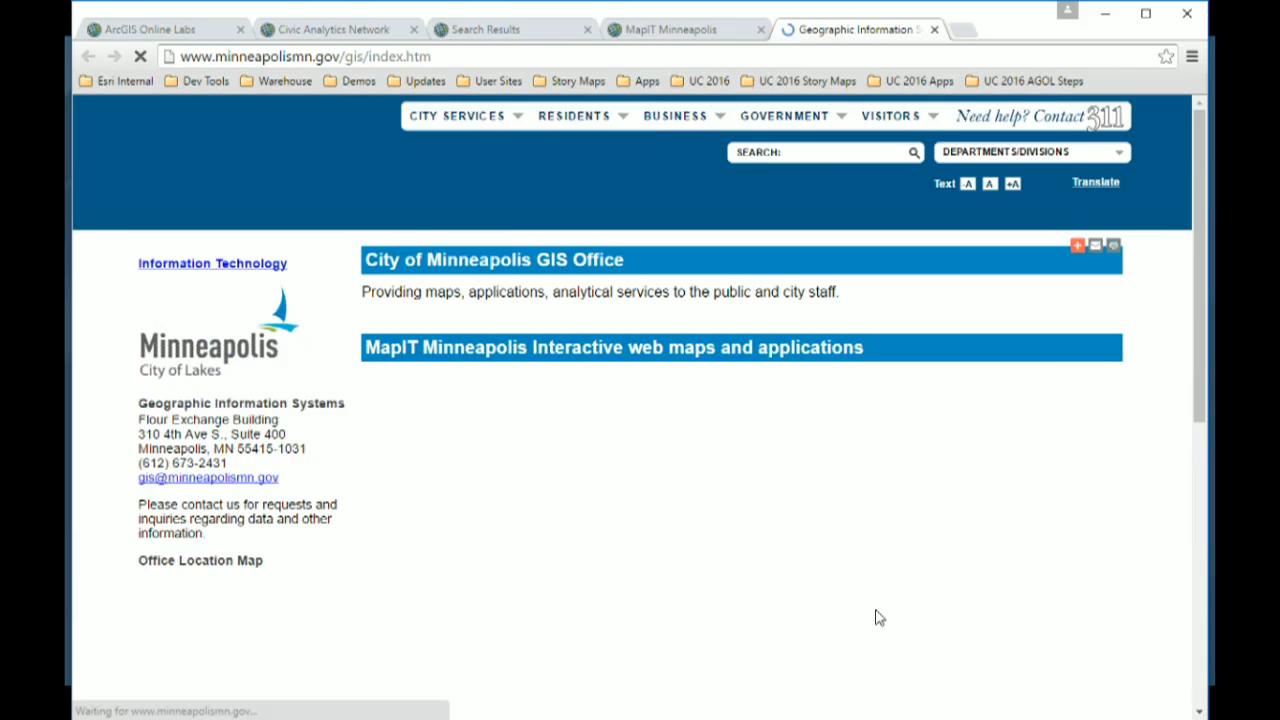 ArcGIS Online Labs
Civic Analytics Network
Search Results
MapIT Minneapolis
Geographic Information S
www.minneapolismn.gov/gis/index.htm
Esri Internal
Dev Tools
Warehouse
Demos
Updates
User Sites
Story Maps
Apps
UC 2016
UC 2016 Story Maps
UC 2016 Apps
UC 2016 AGOL Steps
CITY SERVICES
RESIDENTS
BUSINESS
GOVERNMENT
VISITORS
Need help? Contact 311
SEARCH:
DEPARTMENTS/DIVISIONS
Text -A A +A
Translate
Information Technology
Minneapolis
City of Lakes
Geographic Information Systems
Flour Exchange Building
310 4th Ave S., Suite 400
Minneapolis, MN 55415-1031
(612) 673-2431
gis@minneapolismn.gov
Please contact us for requests and
inquiries regarding data and other
information.
Office Location Map
City of Minneapolis GIS Office
Providing maps, applications, analytical services to the public and city staff.
MapIT Minneapolis Interactive web maps and applications
Waiting for www.minneapolismn.gov...